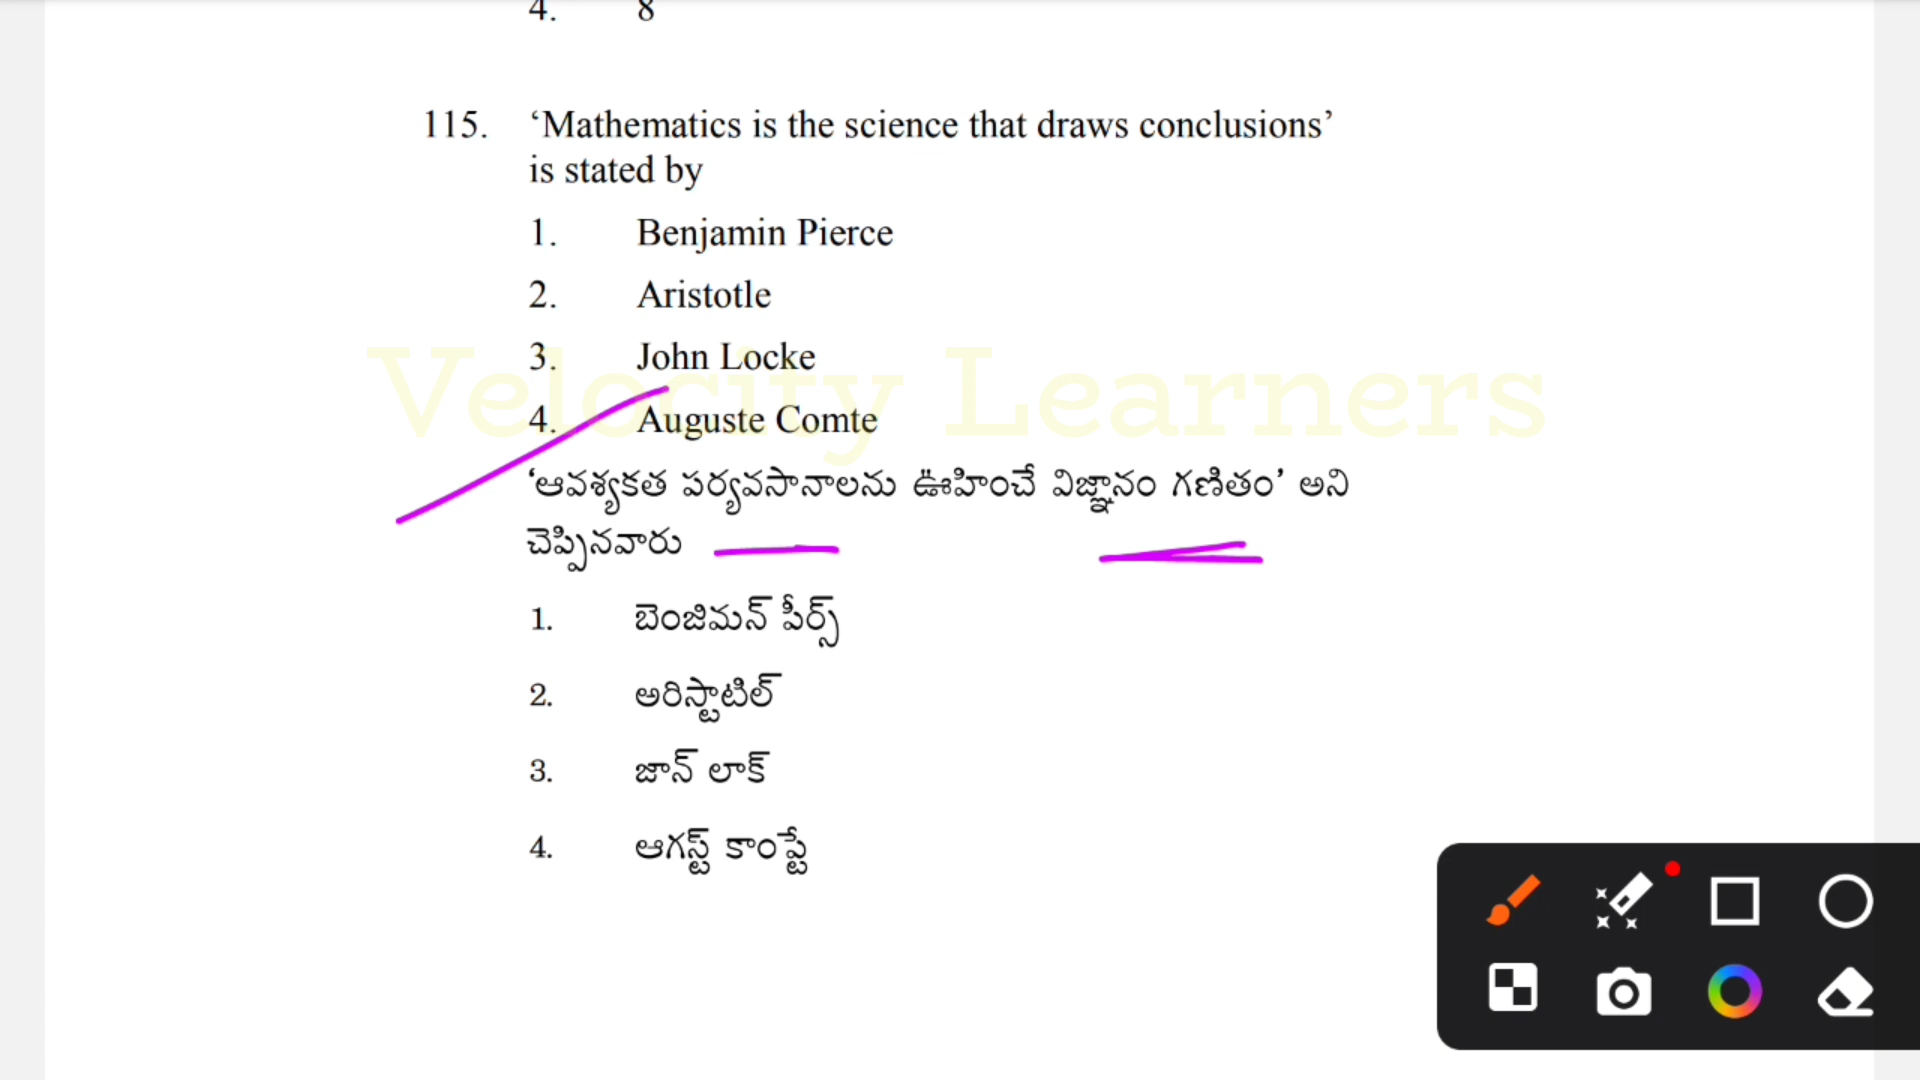 4. 8
115. ‘Mathematics is the science that draws conclusions’
is stated by
1. Benjamin Pierce
2. Aristotle
3. John Locke
4. Auguste Comte
Velocity Learners
‘ఆవశ్యకత పర్యవసానాలను ఊహించే విజ్ఞానం గణితం’ అని
చెప్పినవారు
1. బెంజిమన్ పీర్స్
2. అరిస్టాటిల్
3. జాన్ లాక్
4. ఆగస్ట్ కాంప్టే